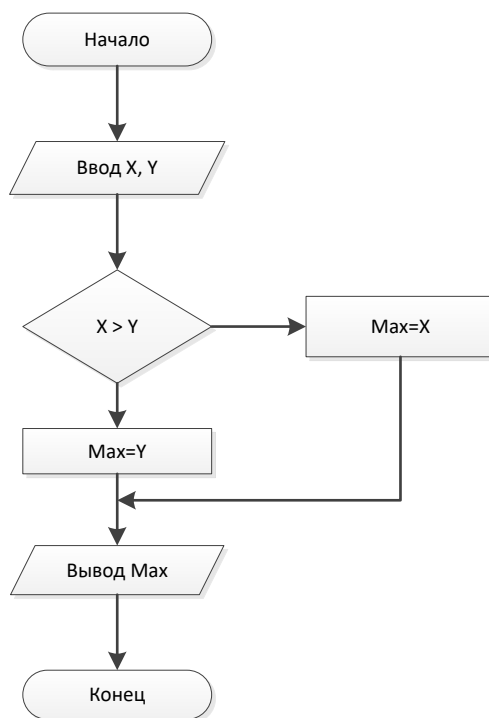 Начало
Ввод X, Y
X > Y
Max=X
Max=Y
Вывод Max
Конец